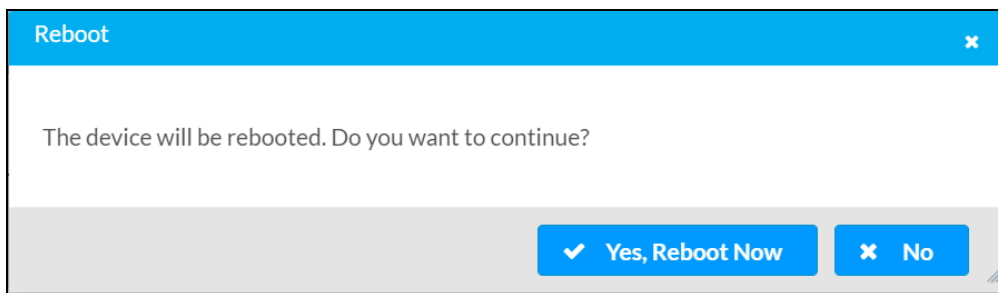 Reboot
The device will be rebooted. Do you want to continue?
Yes, Reboot Now
No